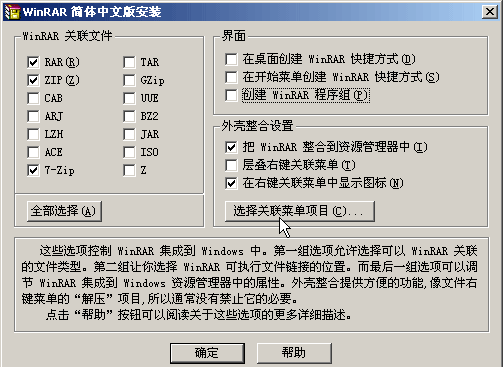 WinRAR 简体中文版安装
WinRAR 关联文件
RAR(R)
TAR
ZIP(Z)
GZip
CAB
UUE
ARJ
BZ2
LZH
JAR
ACE
ISO
7-Zip
Z
全部选择(A)
界面
在桌面创建 WinRAR 快捷方式(D)
在开始菜单创建 WinRAR 快捷方式(S)
创建 WinRAR 程序组(P)
外壳整合设置
把 WinRAR 整合到资源管理器中(I)
层叠右键关联菜单(T)
在右键关联菜单中显示图标(N)
选择关联菜单项目(C)...
这些选项控制 WinRAR 集成到 Windows 中。第一组选项允许选择可以 WinRAR 关联
的文件类型。第二组让你选择 WinRAR 可执行文件链接的位置。而最后一组选项可以调
节 WinRAR 集成到 Windows 资源管理器中的属性。外壳整合提供方便的功能,像文件右
键菜单的“解压”项目,所以通常没有禁止它的必要。
点击“帮助”按钮可以阅读关于这些选项的更多详细描述。
确定
帮助